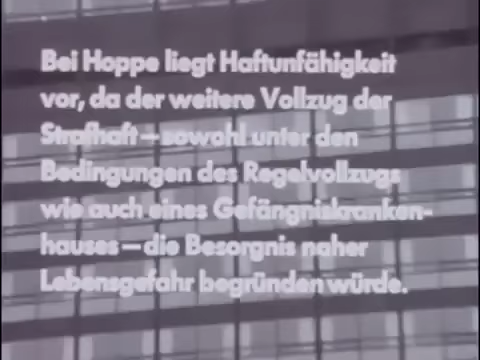 Bei Hoppe liegt Haftunfähigkeit
vor, da der weitere Vollzug der
Strafhaft – sowohl unter den
Bedingungen des Regelvollzugs
wie auch eines Gefängniskranken-
hauses – die Besorgnis naher
Lebensgefahr begründen würde.